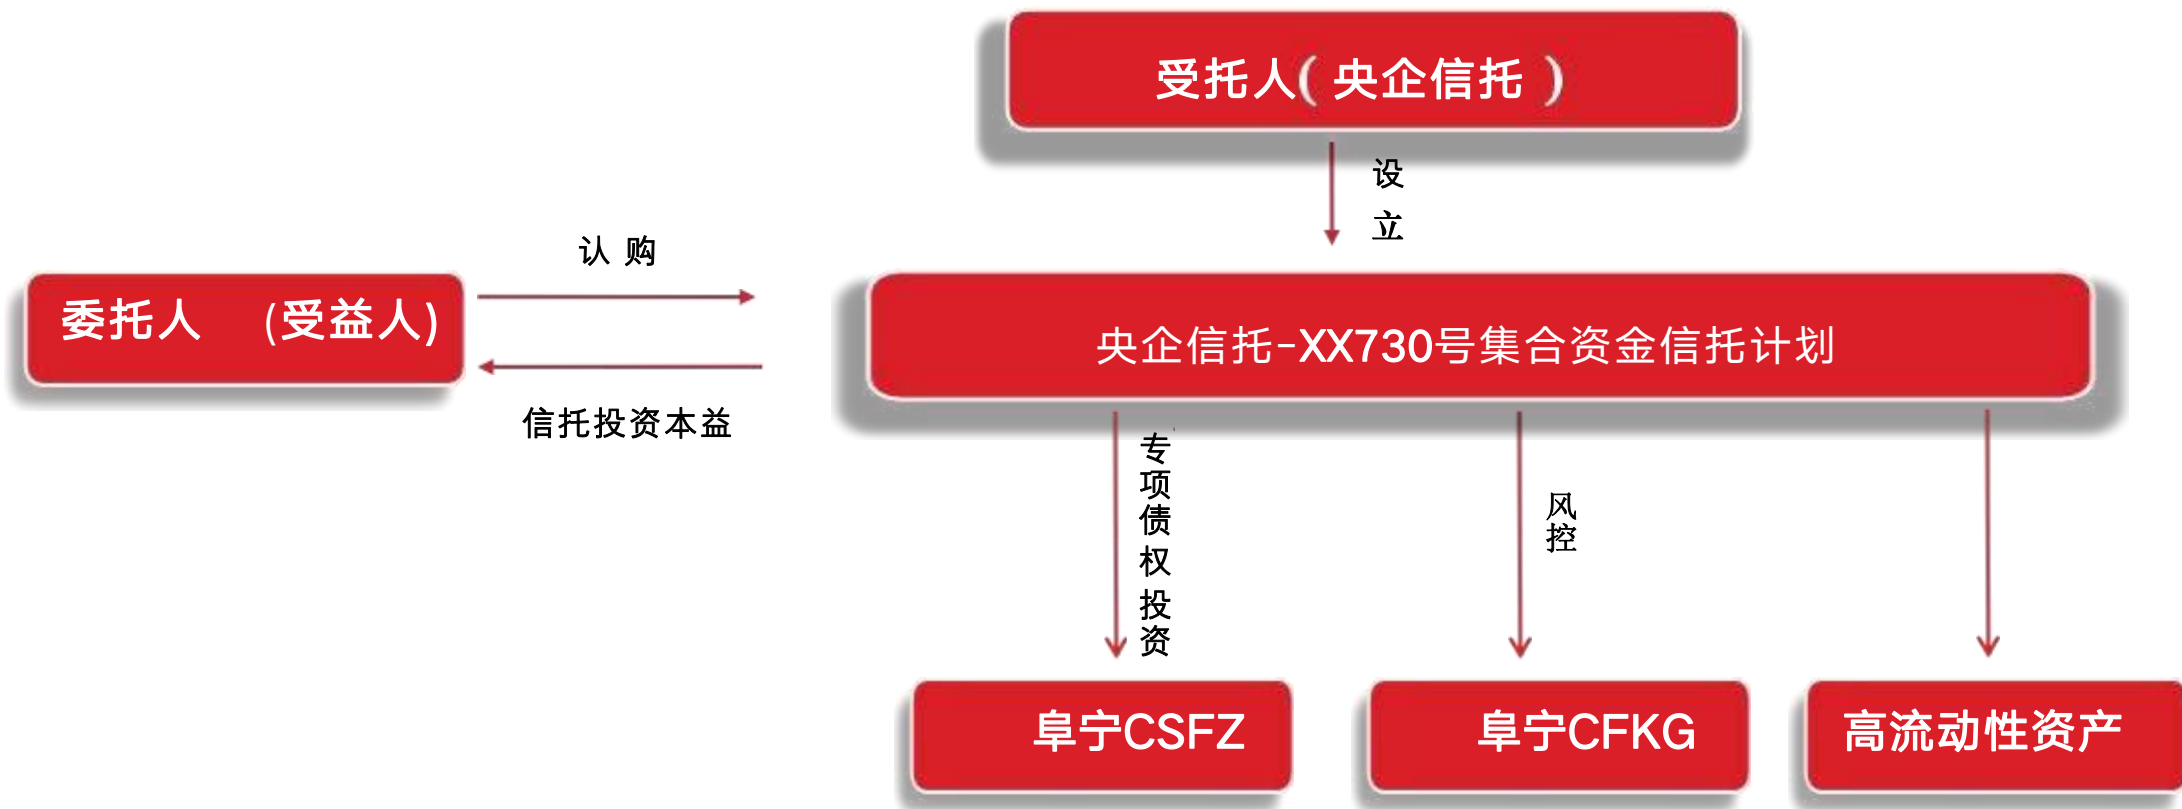 受托人( 央企信托 )
设
立
认 购
委托人 (受益人)
央企信托-XX730号集合资金信托计划
信托投资本益
专
项
债
权
投
资
风
控
阜宁CSFZ
阜宁CFKG
高流动性资产